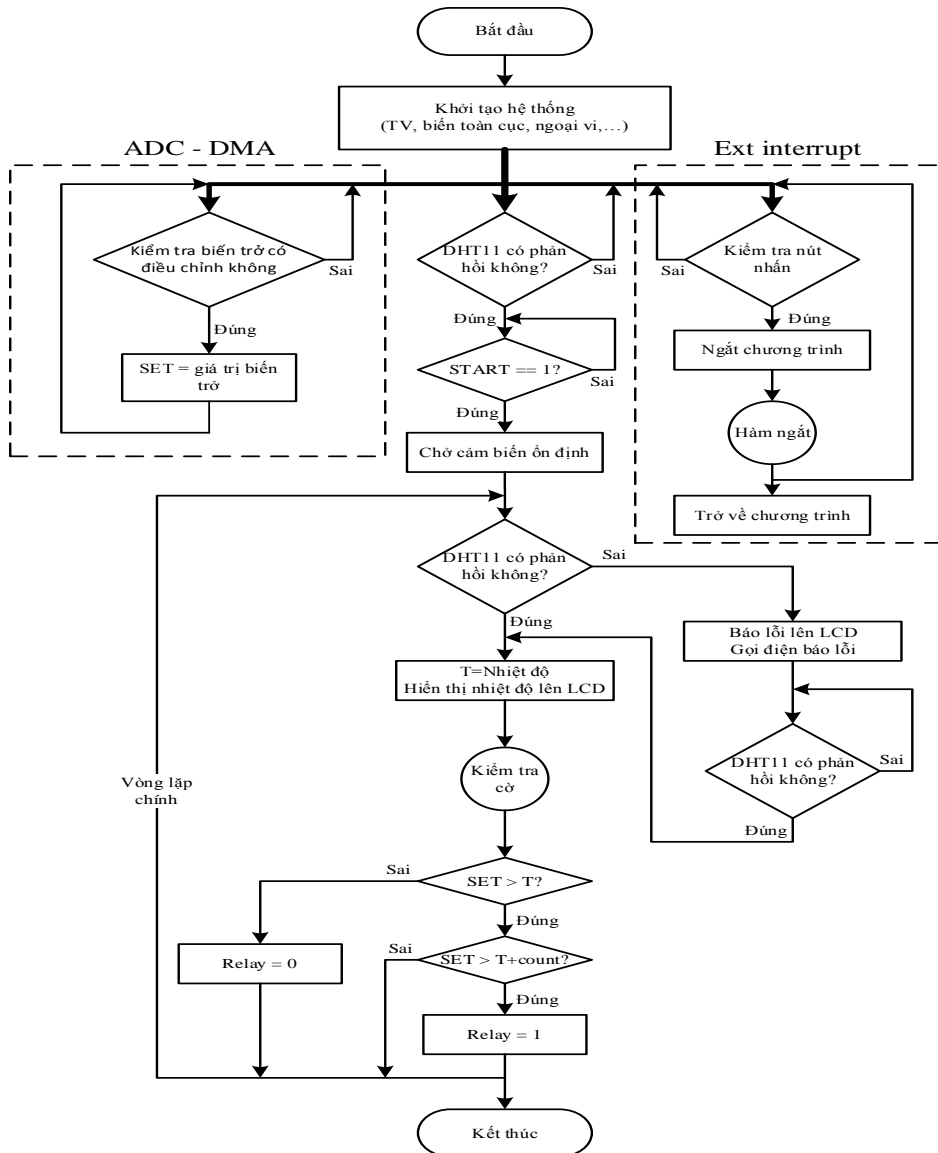 Bắt đầu
Khởi tạo hệ thống
(TV, biến toàn cục, ngoại vi,…)
ADC - DMA
Ext interrupt
Kiểm tra biến trở có
điều chỉnh không
Sai
Đúng
SET = giá trị biến
trở
DHT11 có phản
hồi không?
Sai
Đúng
START == 1?
Sai
Đúng
Chở cảm biến ổn định
Kiểm tra nút
nhấn
Sai
Đúng
Ngắt chương trình
Hàm ngắt
Trở về chương trình
DHT11 có phản
hồi không?
Sai
Đúng
Báo lỗi lên LCD
Gọi điện báo lỗi
T=Nhiệt độ
Hiển thị nhiệt độ lên LCD
DHT11 có phản
hồi không?
Sai
Đúng
Kiểm tra
cờ
Vòng lặp
chính
SET > T?
Sai
Đúng
Relay = 0
SET > T+count?
Sai
Đúng
Relay = 1
Kết thúc